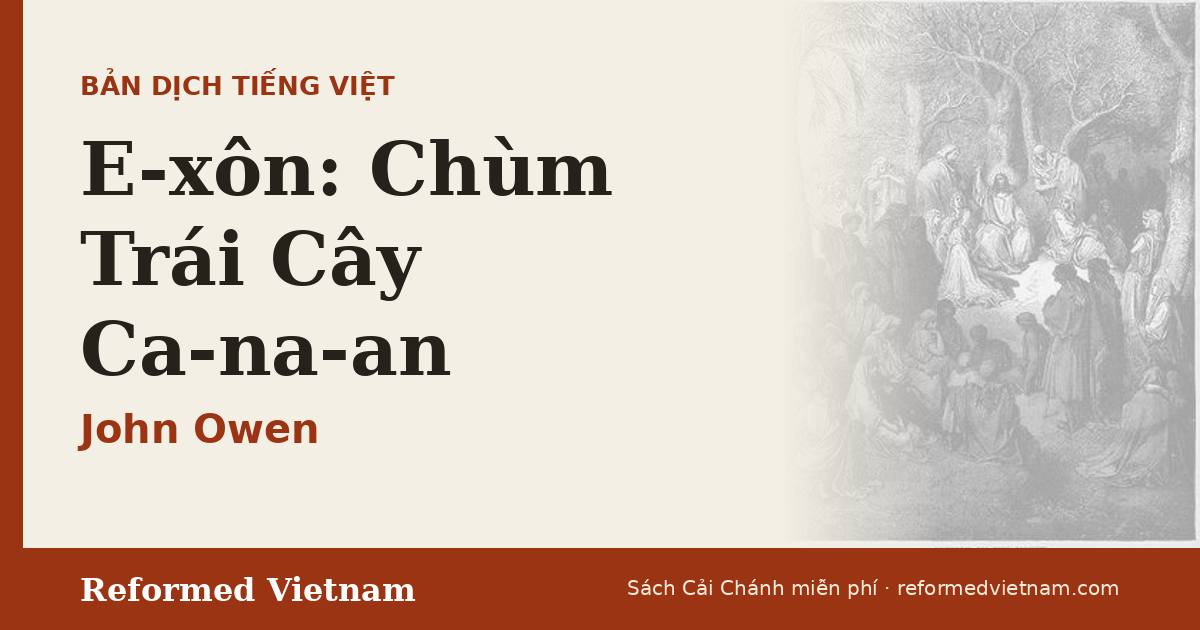 BẢN DỊCH TIẾNG VIỆT
E-xôn: Chùm
Trái Cây
Ca-na-an
John Owen
Reformed Vietnam
Sách Cải Chánh miễn phí · reformedvietnam.com